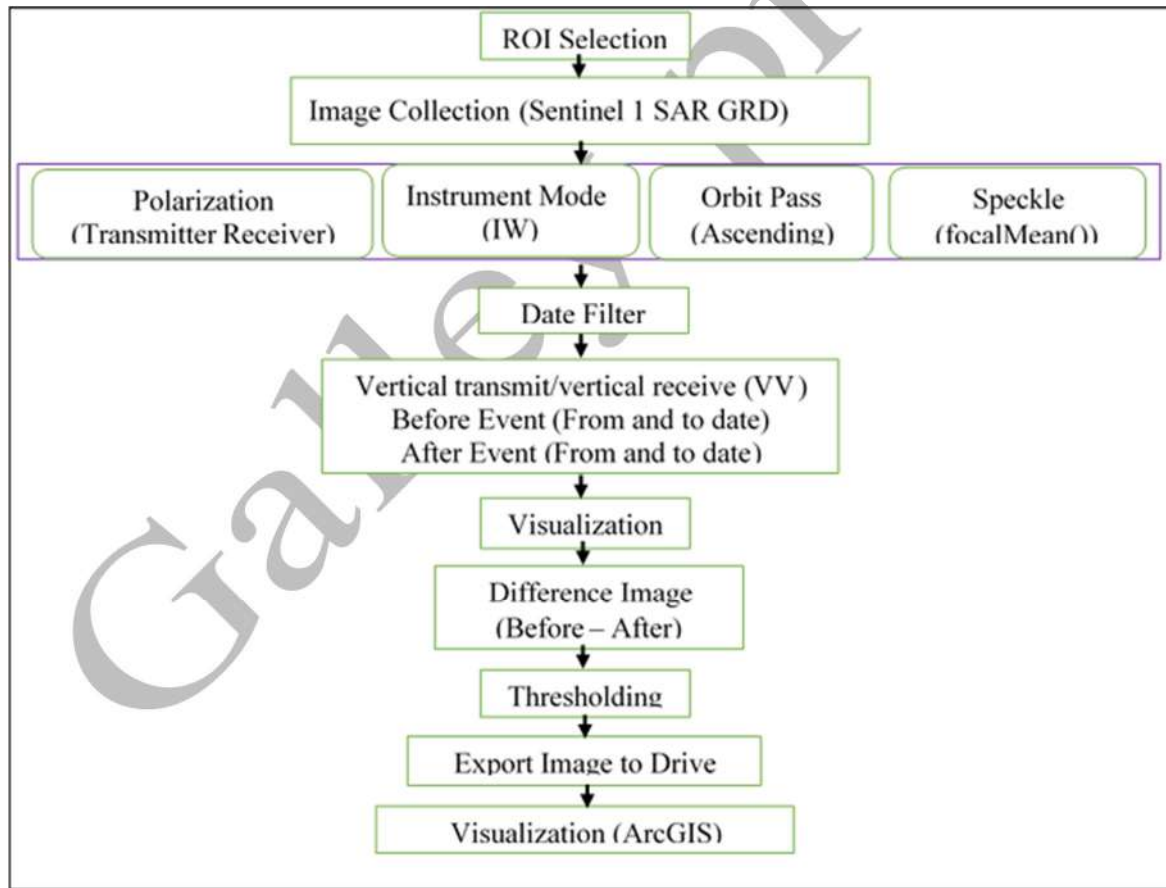 ROI Selection
Image Collection (Sentinel 1 SAR GRD)
Polarization
(Transmitter Receiver)
Instrument Mode
(IW)
Orbit Pass
(Ascending)
Speckle
(focalMean())
Date Filter
Vertical transmit/vertical receive (VV)
Before Event (From and to date)
After Event (From and to date)
Visualization
Difference Image
(Before – After)
Thresholding
Export Image to Drive
Visualization (ArcGIS)